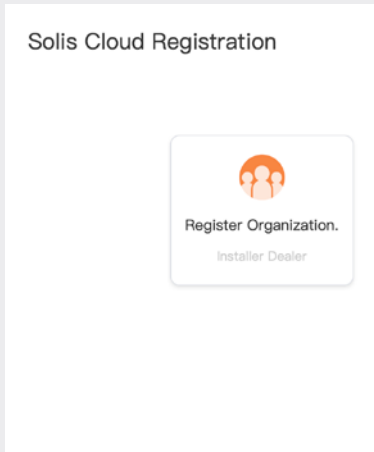 Solis Cloud Registration
Register Organization.
Installer Dealer